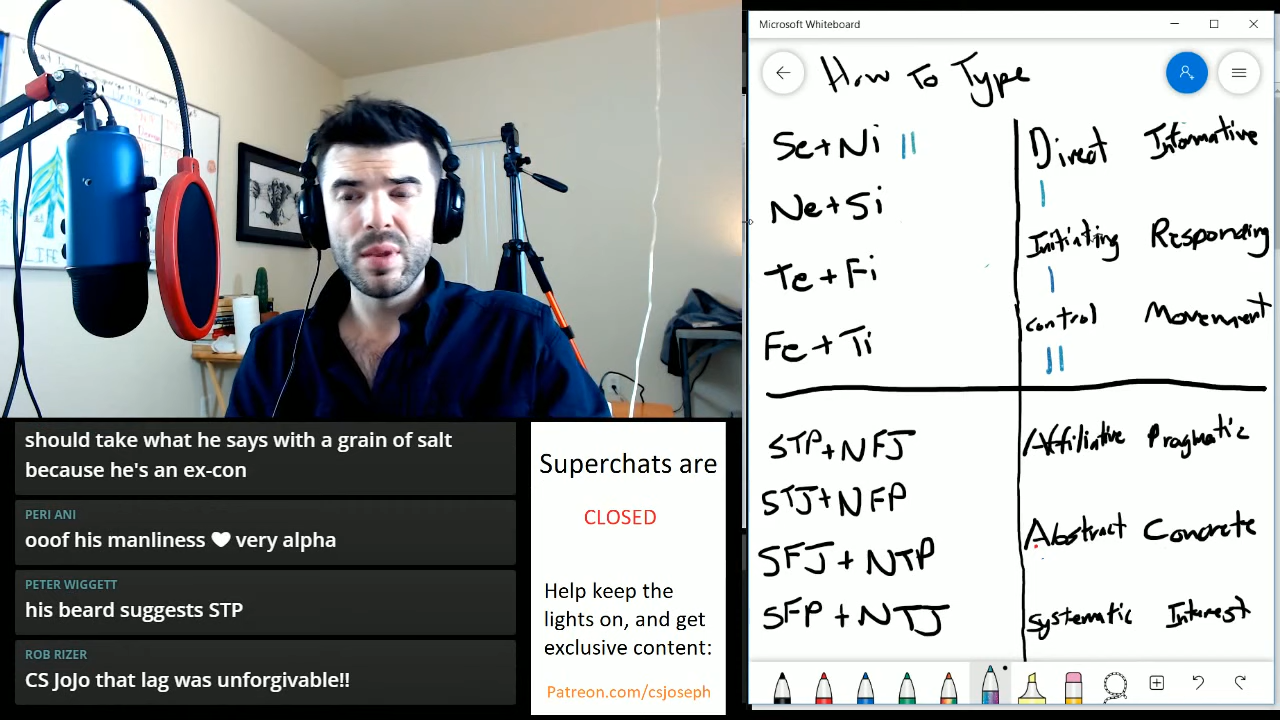 Microsoft Whiteboard
How To Type
Se+Ni ||
Direct Informative
|
Ne+Si
Initiating Responding
|
Te + Fi
control Movement
||
Fe + Ti
STP+NFJ
Affiliative Pragmatic
STJ+NFP
Abstract Concrete
SFJ + NTP
SFP + NTJ
Systematic Interest
LIFE
should take what he says with a grain of salt
because he's an ex-con
PERI ANI
ooof his manliness ❤ very alpha
PETER WIGGETT
his beard suggests STP
ROB RIZER
CS JoJo that lag was unforgivable!!
Superchats are
CLOSED
Help keep the
lights on, and get
exclusive content:
Patreon.com/csjoseph